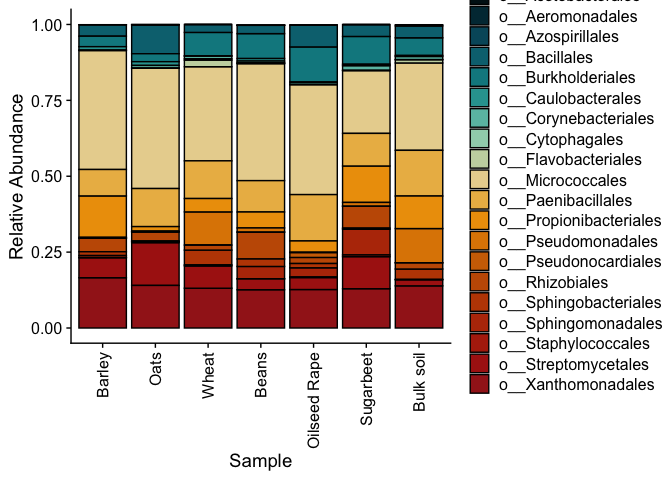 1.00
0.75
0.50
0.25
0.00
Relative Abundance
Barley
Oats
Wheat
Beans
Oilseed Rape
Sugarbeet
Bulk soil
Sample
o__Aeromonadales
o__Azospirillales
o__Bacillales
o__Burkholderiales
o__Caulobacterales
o__Corynebacteriales
o__Cytophagales
o__Flavobacteriales
o__Micrococcales
o__Paenibacillales
o__Propionibacteriales
o__Pseudomonadales
o__Pseudonocardiales
o__Rhizobiales
o__Sphingobacteriales
o__Sphingomonadales
o__Staphylococcales
o__Streptomycetales
o__Xanthomonadales